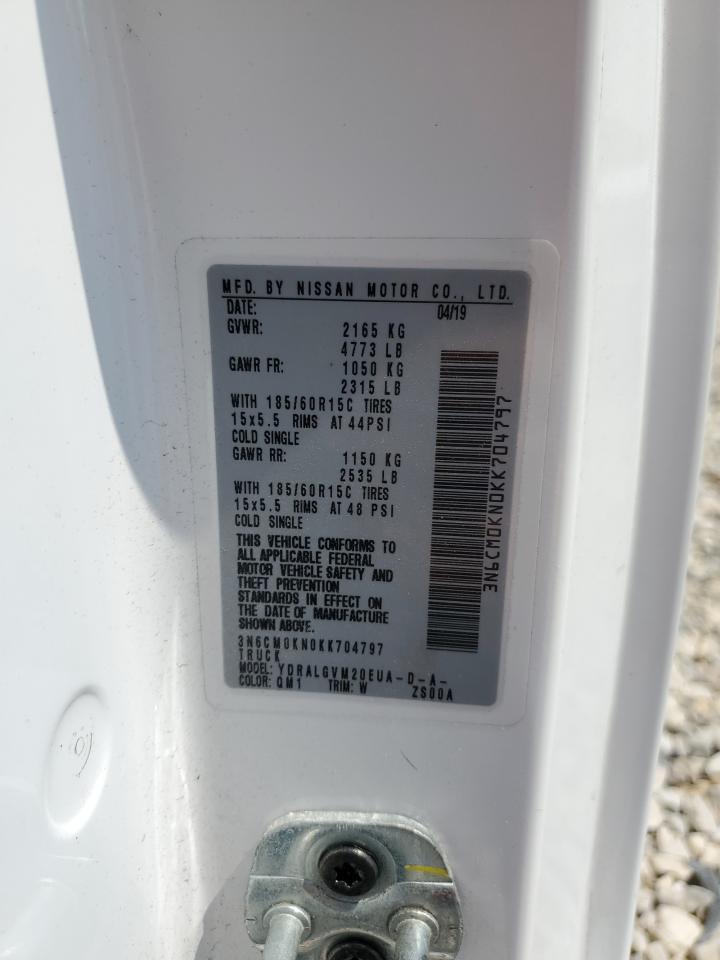 MFD. BY NISSAN MOTOR CO., LTD.
DATE: 04/19
GVWR: 2165 KG
4773 LB
GAWR FR: 1050 KG
2315 LB
WITH 185/60R15C TIRES
15x5.5 RIMS AT 44PSI
COLD SINGLE
GAWR RR: 1150 KG
2535 LB
WITH 185/60R15C TIRES
15x5.5 RIMS AT 48 PSI
COLD SINGLE
THIS VEHICLE CONFORMS TO
ALL APPLICABLE FEDERAL
MOTOR VEHICLE SAFETY AND
THEFT PREVENTION
STANDARDS IN EFFECT ON
THE DATE OF MANUFACTURE
SHOWN ABOVE.
3N6CM0KN0KK704797
TRUCK
MODEL: YDRALGVM20EUA-D-A-
COLOR: QM1 TRIM: W ZS00A
3N6CM0KN0KK704797